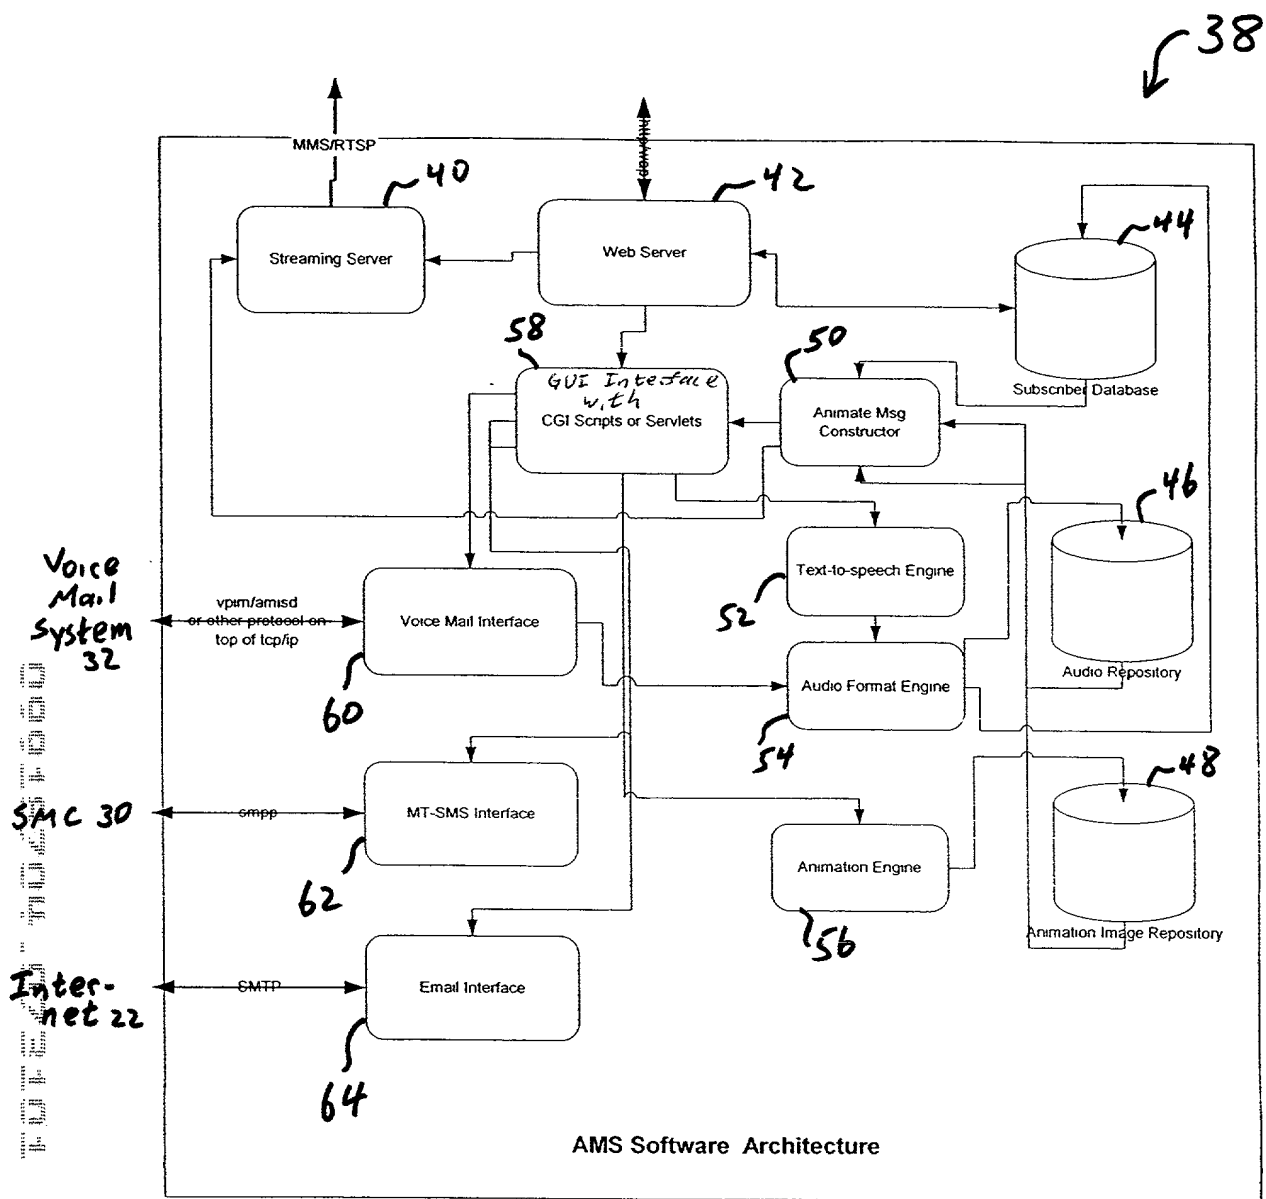 38
MMS/RTSP
http/wap
40
42
44
Streaming Server
Web Server
Subscriber Database
58
GUI Interface
with
CGI Scripts or Servlets
50
Animate Msg
Constructor
46
Voice
Mail
System
32
vpim/amisd
or other protocol on
top of tcp/ip
Voice Mail Interface
60
Text-to-speech Engine
52
Audio Format Engine
54
Audio Repository
48
SMC 30
smpp
MT-SMS Interface
62
Animation Engine
56
Animation Image Repository
Inter-
net 22
SMTP
Email Interface
64
AMS Software Architecture